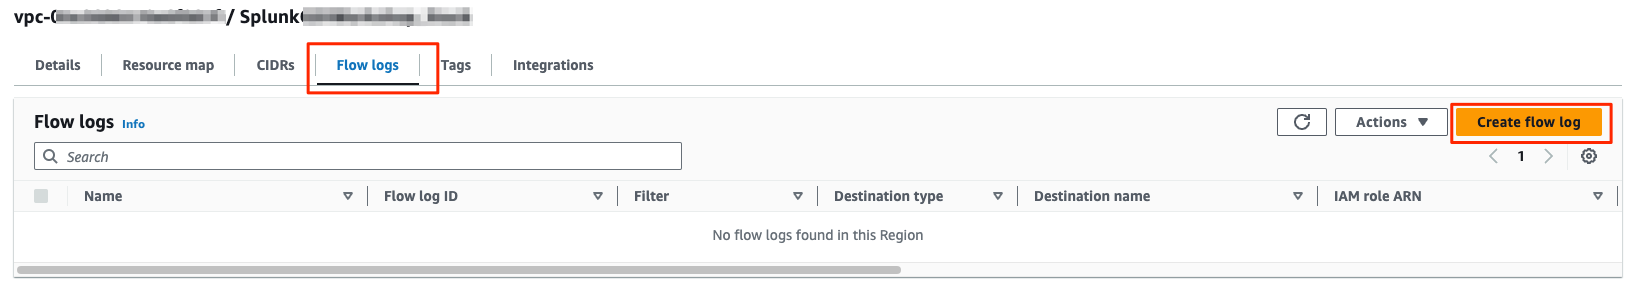 vpc- / Splunk
Details Resource map CIDRs Flow logs Tags Integrations
Flow logs Info Actions Create flow log
Search 1
Name Flow log ID Filter Destination type Destination name IAM role ARN
No flow logs found in this Region